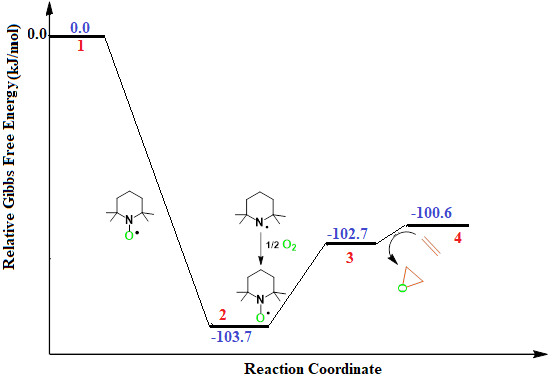 0.0
0.0
1
N
O
N
1/2 O2
N
O
2
-103.7
-102.7
3
-100.6
4
O
Relative Gibbs Free Energy(kJ/mol)
Reaction Coordinate